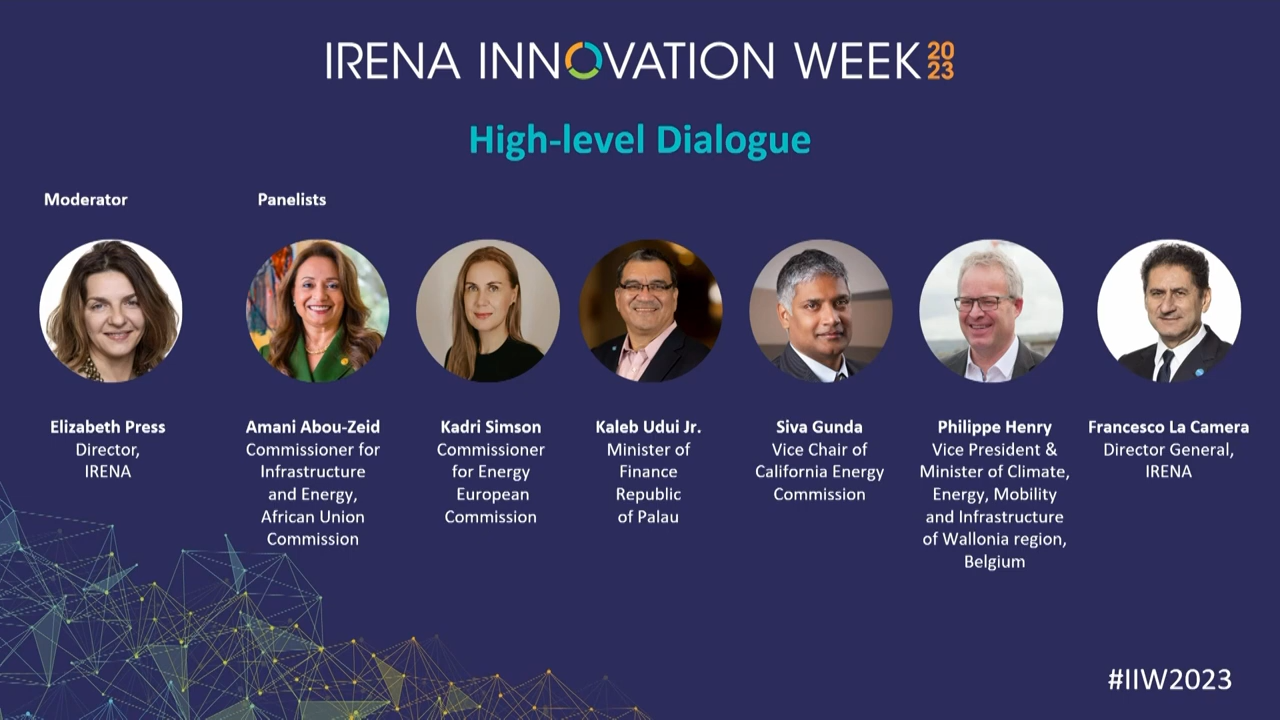 IRENA INNOVATION WEEK 2023
High-level Dialogue
Moderator
Panelists
Elizabeth Press
Director,
IRENA
Amani Abou-Zeid
Commissioner for
Infrastructure
and Energy,
African Union
Commission
Kadri Simson
Commissioner
for Energy
European
Commission
Kaleb Udui Jr.
Minister of
Finance
Republic
of Palau
Siva Gunda
Vice Chair of
California Energy
Commission
Philippe Henry
Vice President &
Minister of Climate,
Energy, Mobility
and Infrastructure
of Wallonia region,
Belgium
Francesco La Camera
Director General,
IRENA
#IIW2023